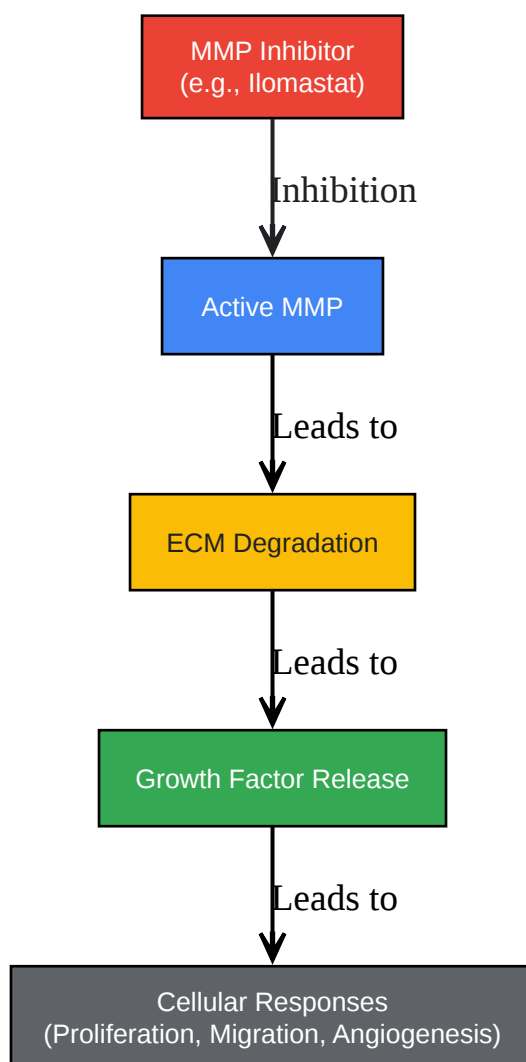 MMP Inhibitor
(e.g., Ilomastat)
Inhibition
Active MMP
Leads to
ECM Degradation
Leads to
Growth Factor Release
Leads to
Cellular Responses
(Proliferation, Migration, Angiogenesis)